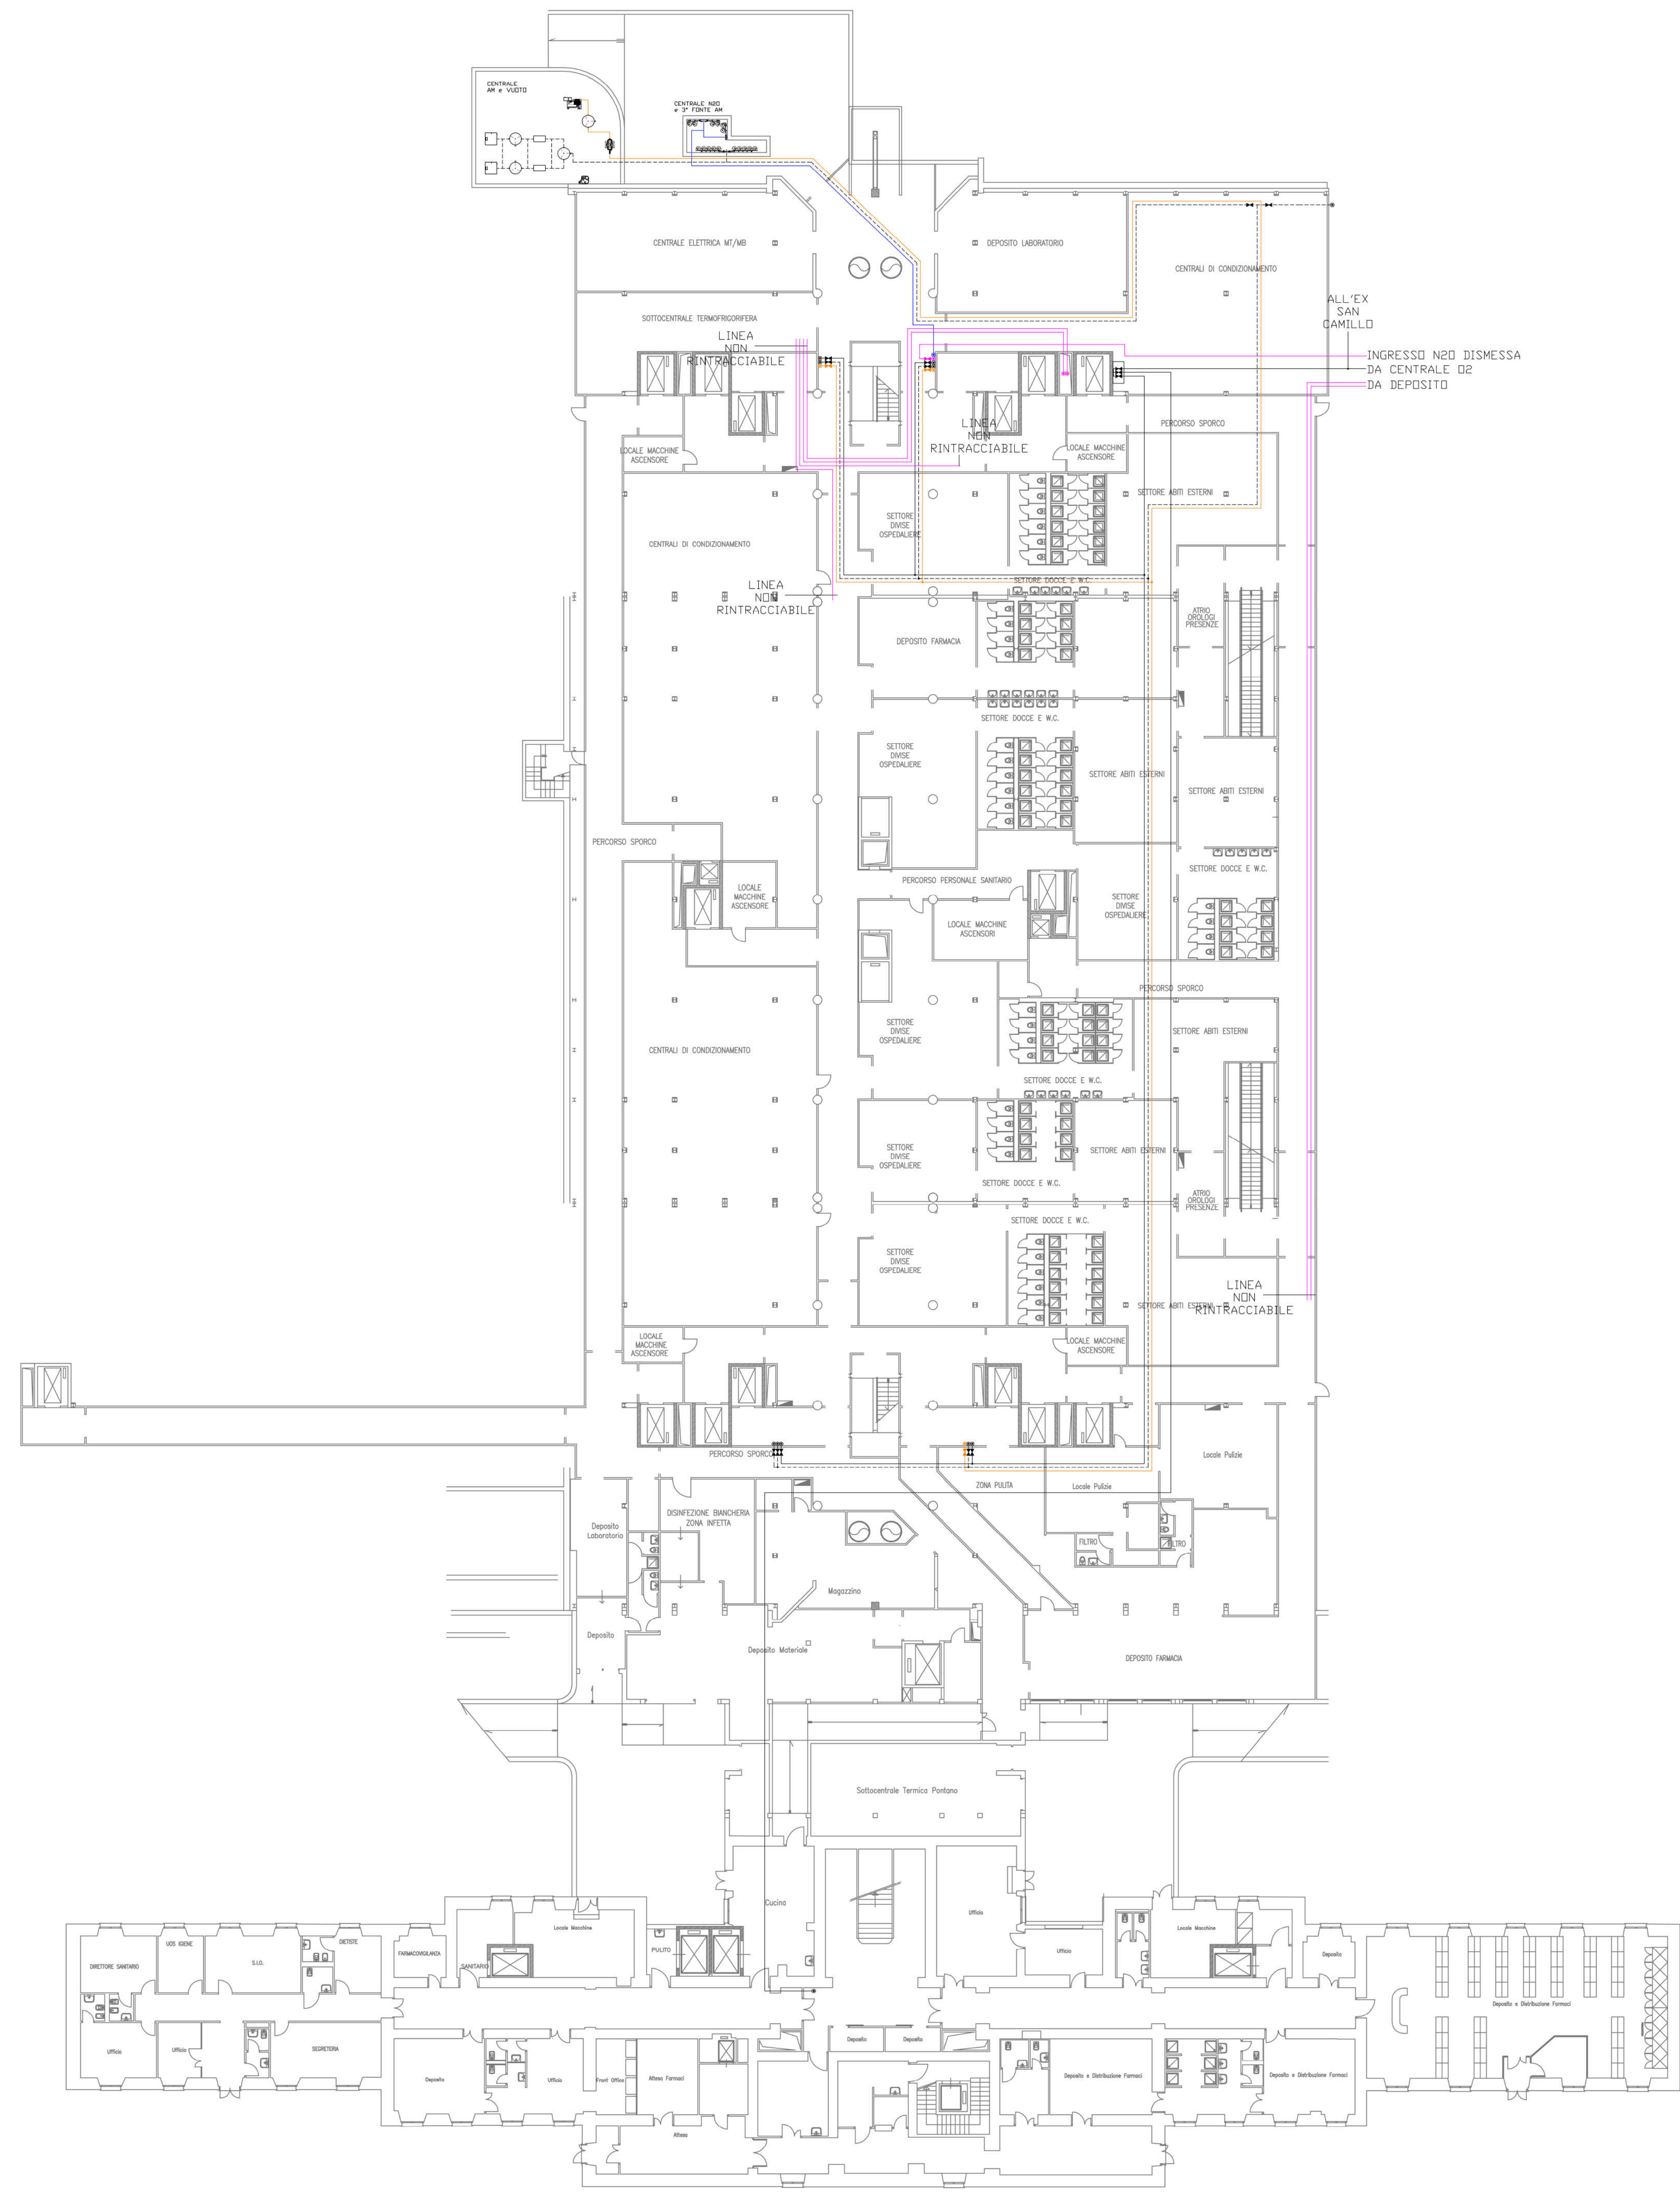 CENTRALE
AM e VUOTO
CENTRALE N2O
e 3° FONTE AM
CENTRALE ELETTRICA MT/MB
DEPOSITO LABORATORIO
CENTRALI DI CONDIZIONAMENTO
ALL'EX
SAN
CAMILLO
SOTTOCENTRALE TERMOFRIGORIFERA
LINEA
NON
RINTRACCIABILE
INGRESSO N2O DISMESSA
DA CENTRALE O2
DA DEPOSITO
LINEA
NON
RINTRACCIABILE
PERCORSO SPORCO
LOCALE MACCHINE
ASCENSORE
LOCALE MACCHINE
ASCENSORE
SETTORE ABITI ESTERNI
SETTORE
DIVISE
OSPEDALIERE
CENTRALI DI CONDIZIONAMENTO
SETTORE DOCCE E W.C.
LINEA
NON
RINTRACCIABILE
ATRIO
OROLOGI
PRESENZE
DEPOSITO FARMACIA
SETTORE DOCCE E W.C.
SETTORE
DIVISE
OSPEDALIERE
SETTORE ABITI ESTERNI
SETTORE ABITI ESTERNI
PERCORSO SPORCO
SETTORE DOCCE E W.C.
PERCORSO PERSONALE SANITARIO
LOCALE
MACCHINE
ASCENSORE
SETTORE
DIVISE
OSPEDALIERE
LOCALE MACCHINE
ASCENSORI
PERCORSO SPORCO
SETTORE
DIVISE
OSPEDALIERE
SETTORE ABITI ESTERNI
CENTRALI DI CONDIZIONAMENTO
SETTORE DOCCE E W.C.
SETTORE
DIVISE
OSPEDALIERE
SETTORE ABITI ESTERNI
SETTORE DOCCE E W.C.
ATRIO
OROLOGI
PRESENZE
SETTORE DOCCE E W.C.
SETTORE
DIVISE
OSPEDALIERE
LINEA
NON
RINTRACCIABILE
SETTORE ABITI ESTERNI
LOCALE
MACCHINE
ASCENSORE
LOCALE MACCHINE
ASCENSORE
PERCORSO SPORCO
Locale Pulizie
ZONA PULITA
Locale Pulizie
DISINFEZIONE BIANCHERIA
ZONA INFETTA
Deposito
Laboratorio
FILTRO
FILTRO
Magazzino
Deposito
Deposito Materiale
DEPOSITO FARMACIA
Sottocentrale Termica Pontano
Cucina
Ufficio
Locale Macchine
Locale Macchine
UOS IGIENE
DIETISTE
FARMACOVIGILANZA
PULITO
Ufficio
Deposito
DIRETTORE SANITARIO
S.I.O.
SANITARIO
Deposito e Distribuzione Farmaci
Ufficio
Ufficio
SEGRETERIA
Deposito
Deposito
Deposito
Ufficio
Front Office
Attesa Farmaci
Deposito e Distribuzione Farmaci
Deposito e Distribuzione Farmaci
Attesa